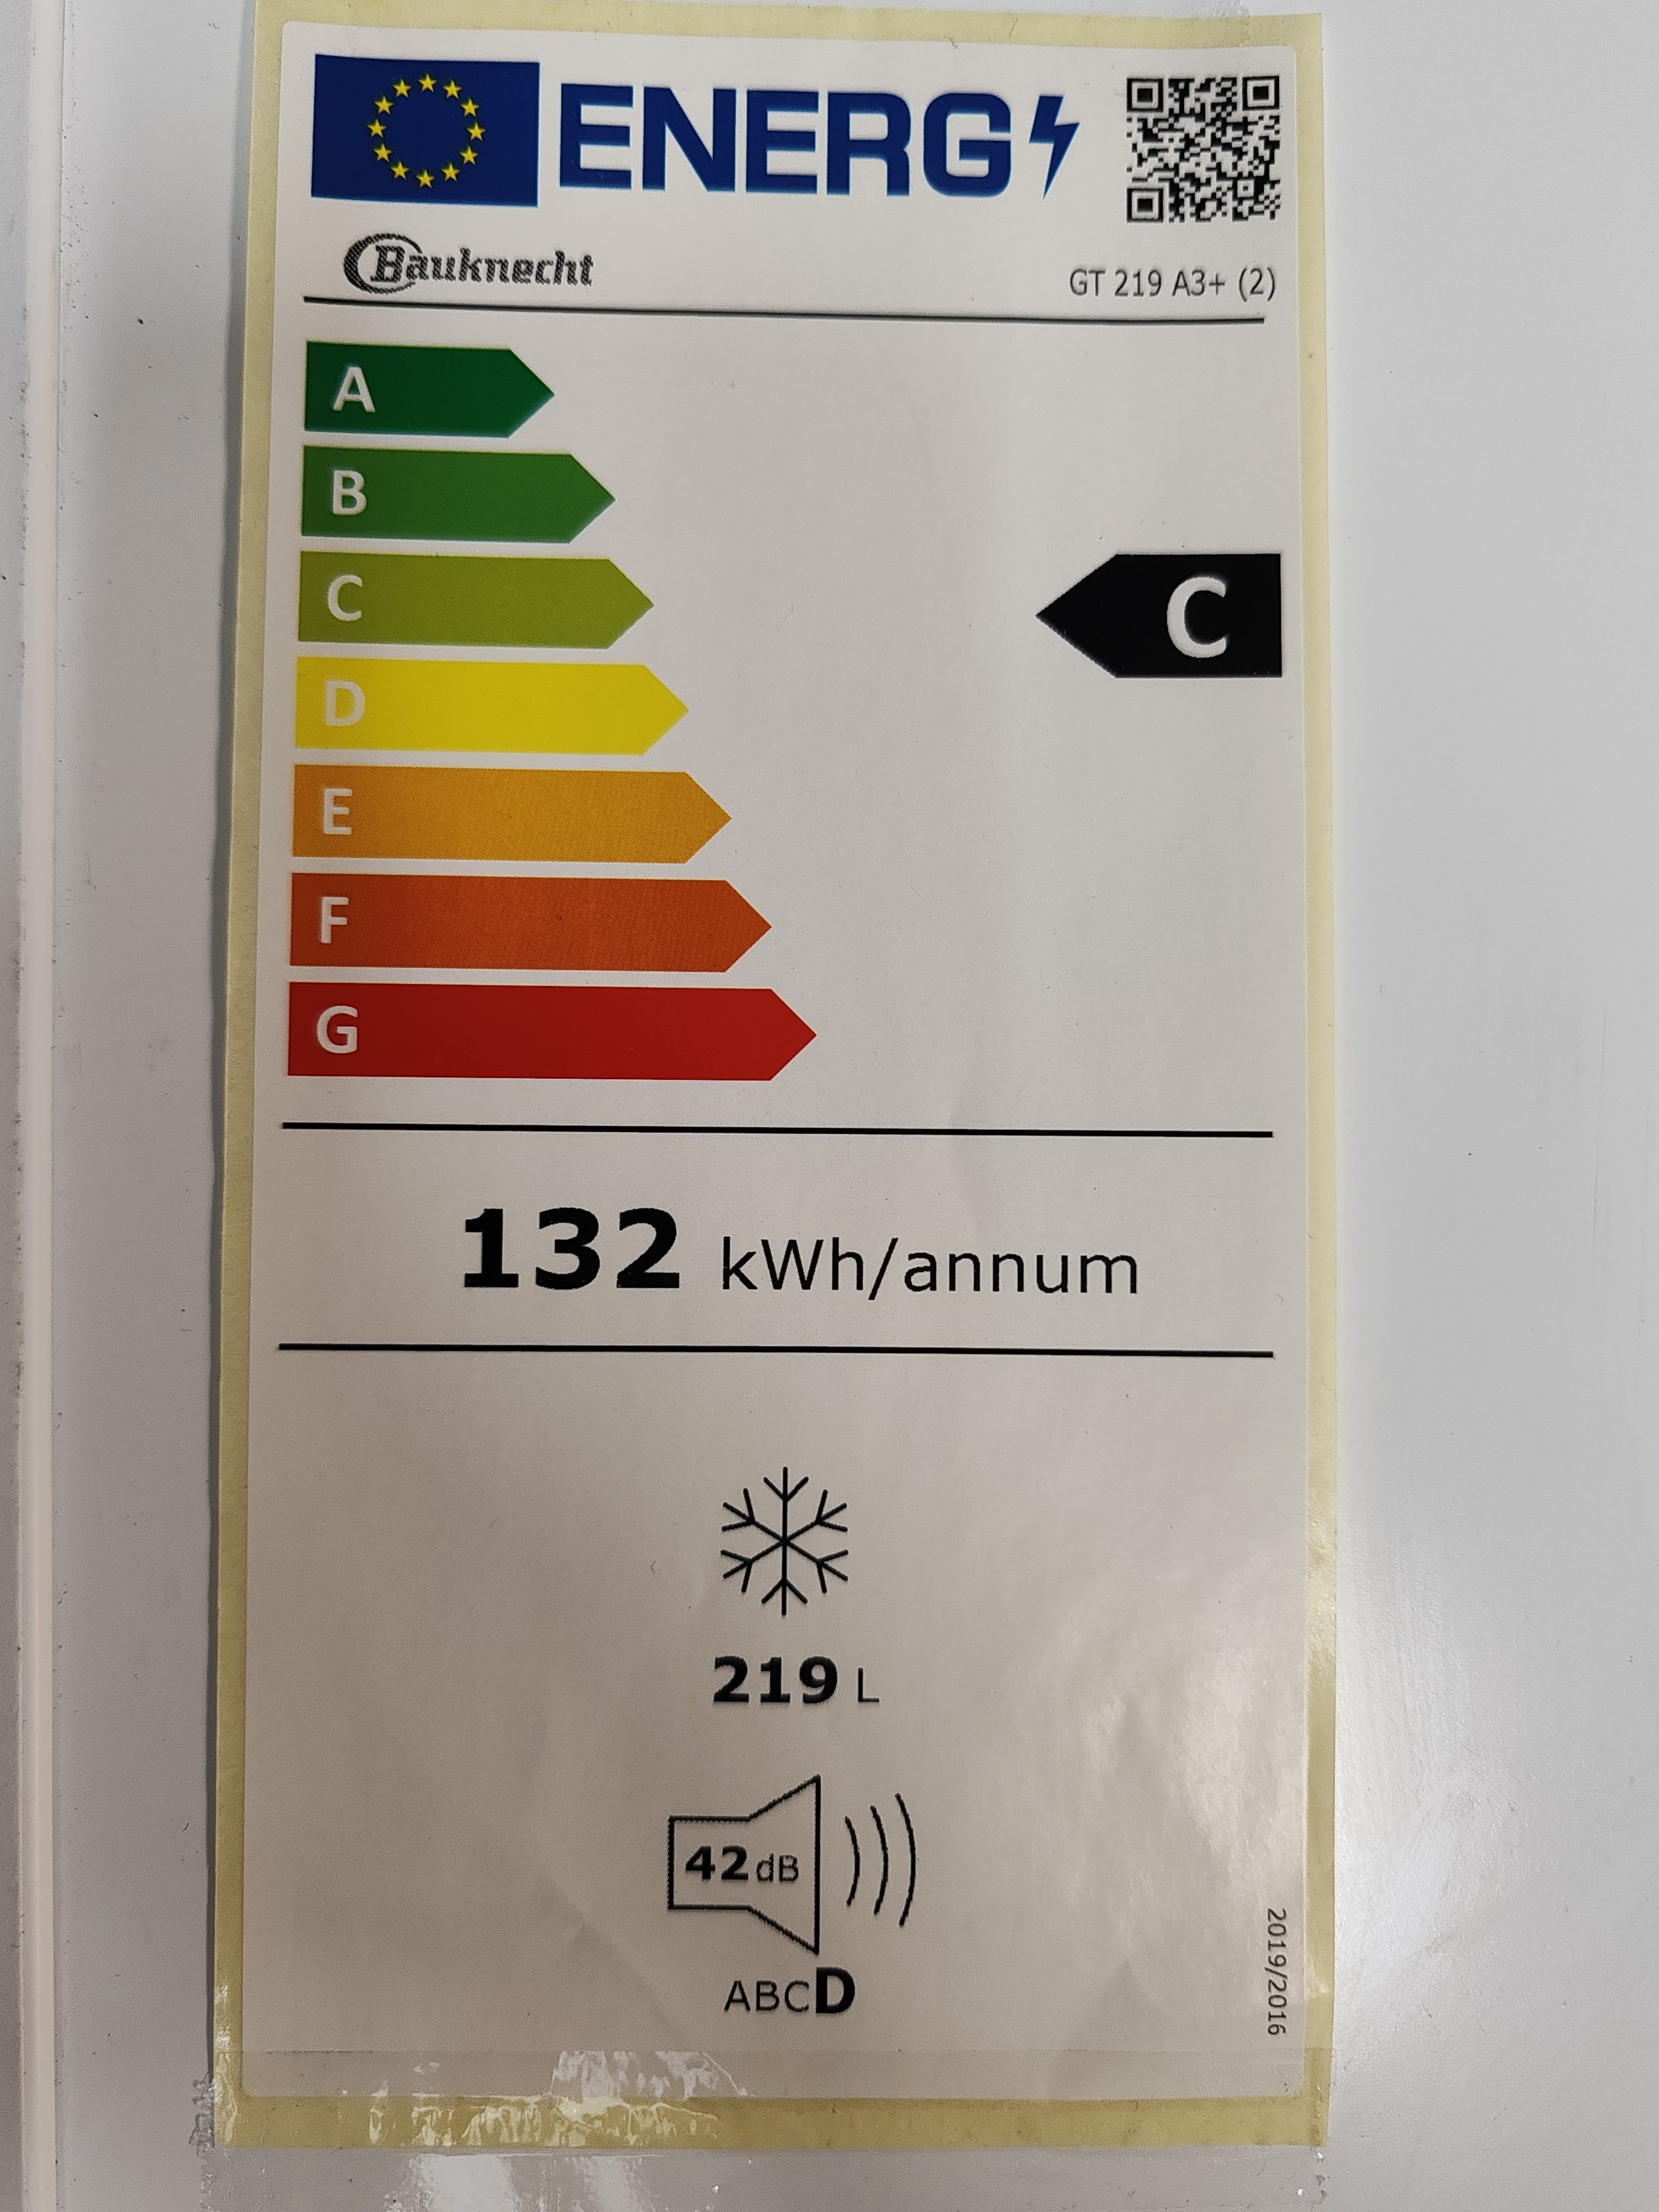 ENERG
Bauknecht
GT 219 A3+ (2)
A
B
C
C
D
E
F
G
132 kWh/annum
219 L
42 dB
ABCD
2019/2016